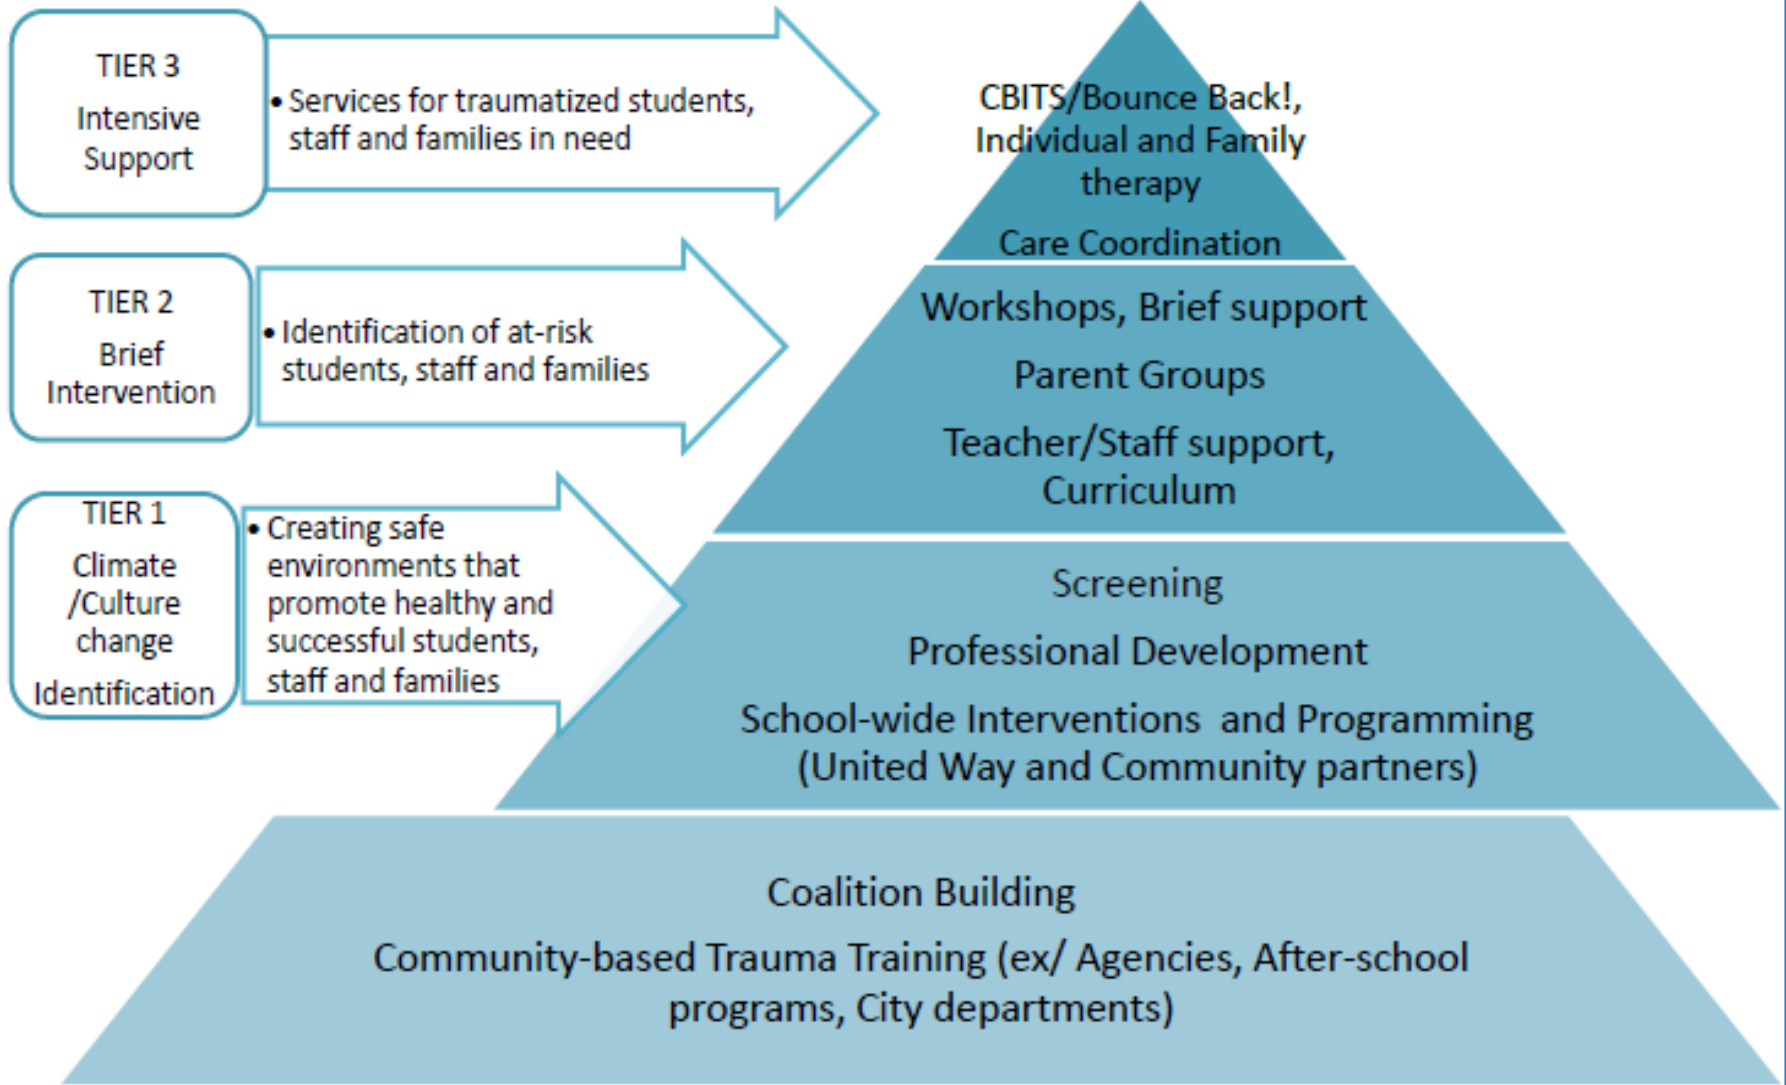 TIER 3
Intensive
Support
• Services for traumatized students,
staff and families in need
CBITS/Bounce Back!,
Individual and Family
therapy
Care Coordination
TIER 2
Brief
Intervention
• Identification of at-risk
students, staff and families
Workshops, Brief support
Parent Groups
Teacher/Staff support,
Curriculum
TIER 1
Climate
/Culture
change
Identification
• Creating safe
environments that
promote healthy and
successful students,
staff and families
Screening
Professional Development
School-wide Interventions and Programming
(United Way and Community partners)
Coalition Building
Community-based Trauma Training (ex/ Agencies, After-school
programs, City departments)